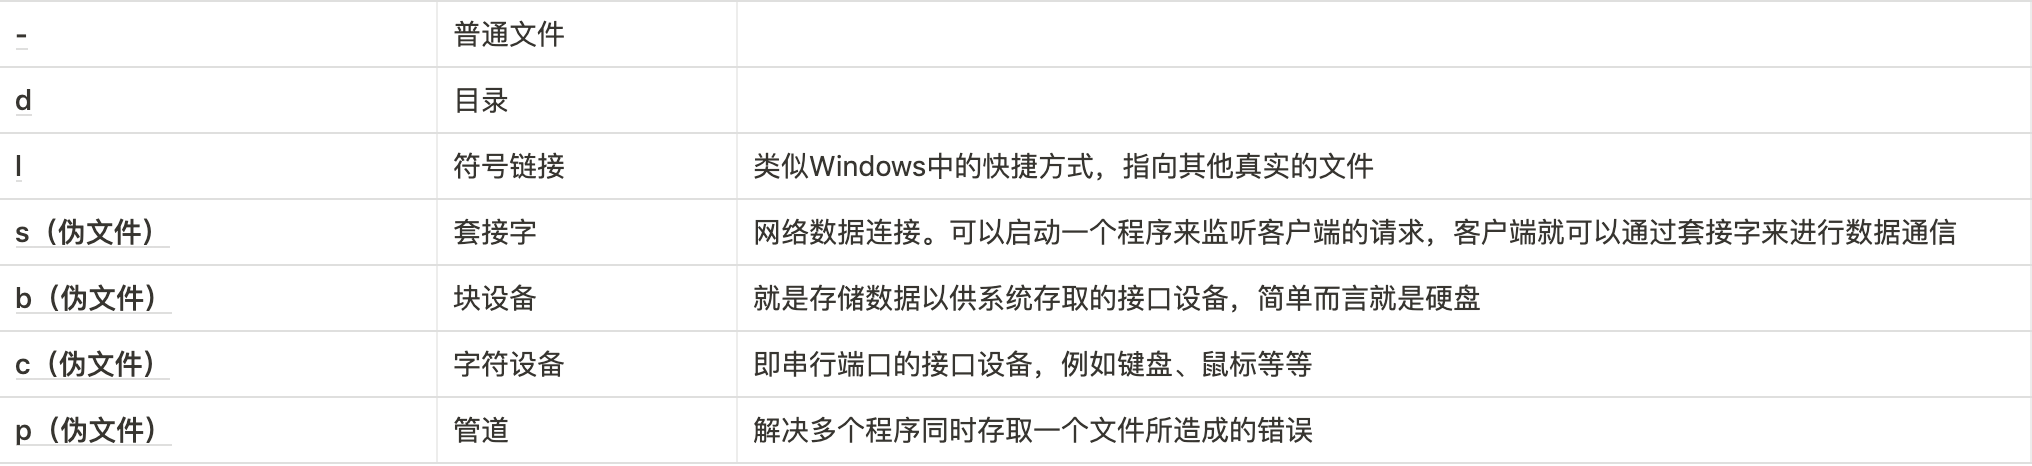 - 普通文件
d 目录
l 符号链接 类似Windows中的快捷方式，指向其他真实的文件
s（伪文件） 套接字 网络数据连接。可以启动一个程序来监听客户端的请求，客户端就可以通过套接字来进行数据通信
b（伪文件） 块设备 就是存储数据以供系统存取的接口设备，简单而言就是硬盘
c（伪文件） 字符设备 即串行端口的接口设备，例如键盘、鼠标等等
p（伪文件） 管道 解决多个程序同时存取一个文件所造成的错误